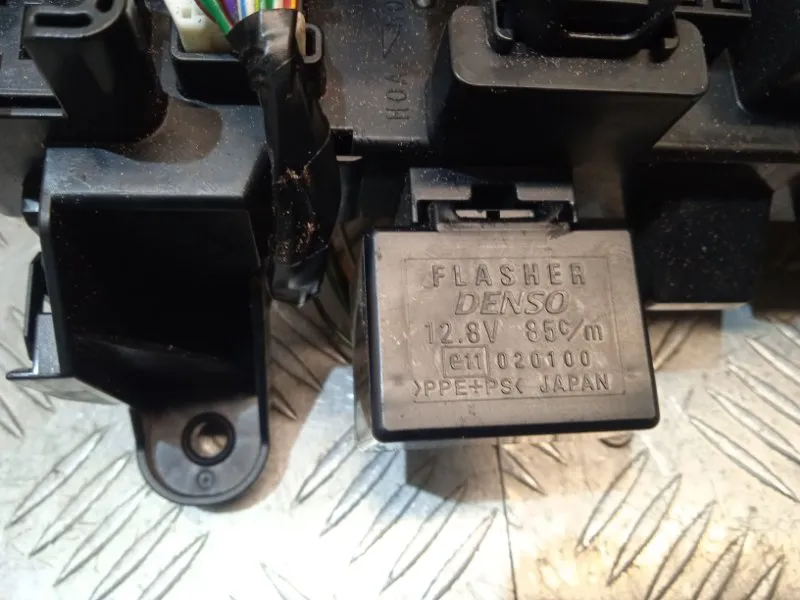 FLASHER
DENSO
12.8V 85c/m
e11 020100
>PPE+PS< JAPAN